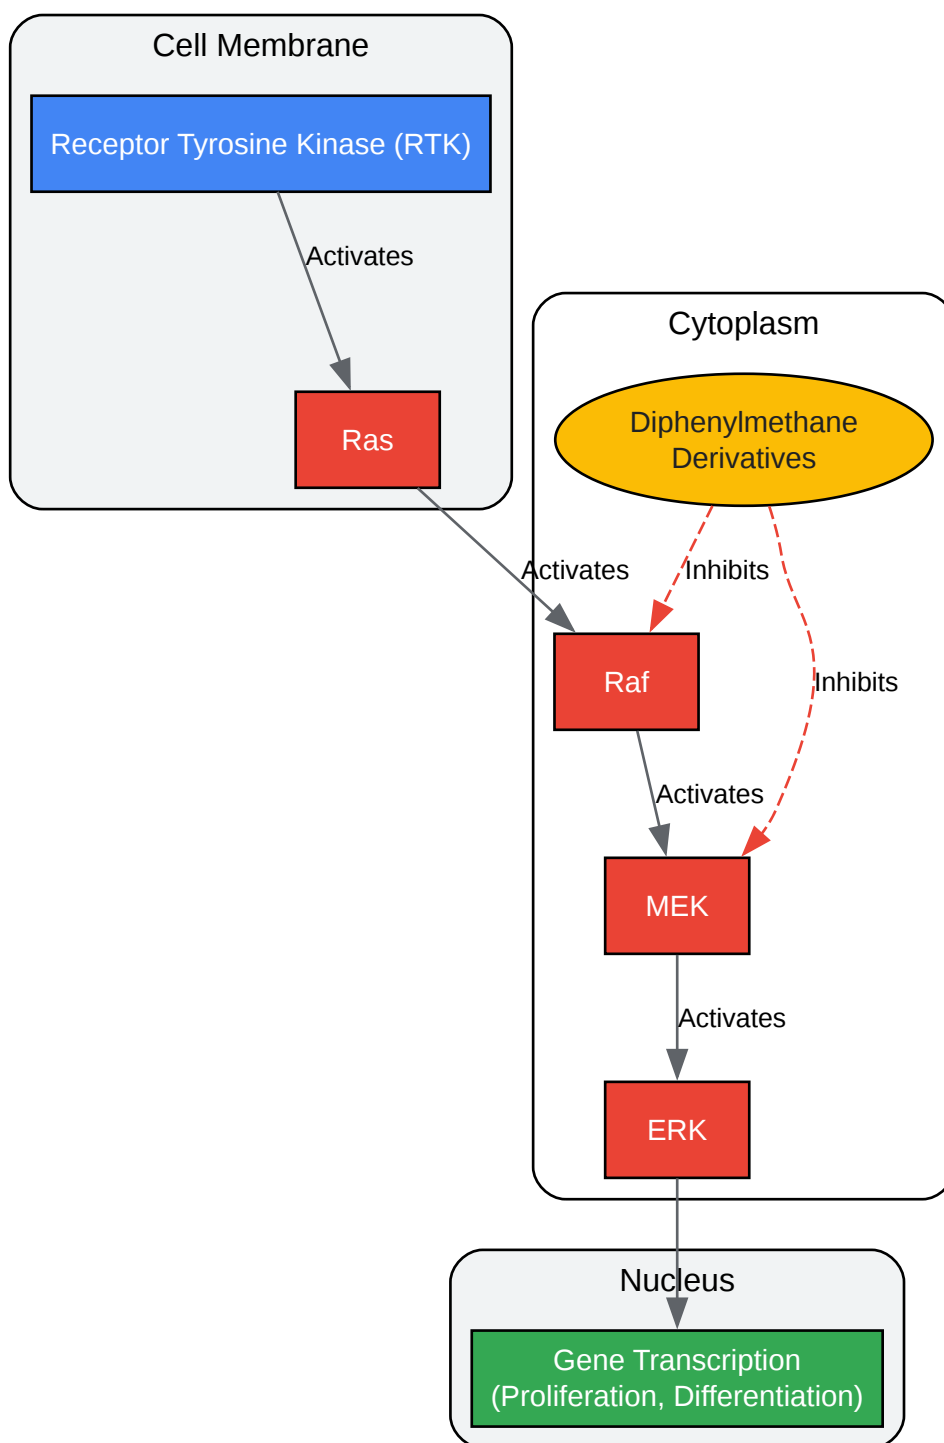 Cell Membrane
Receptor Tyrosine Kinase (RTK)
Activates
Ras
Cytoplasm
Diphenylmethane
Derivatives
Activates
Inhibits
Raf
Inhibits
Activates
MEK
Activates
ERK
Nucleus
Gene Transcription
(Proliferation, Differentiation)